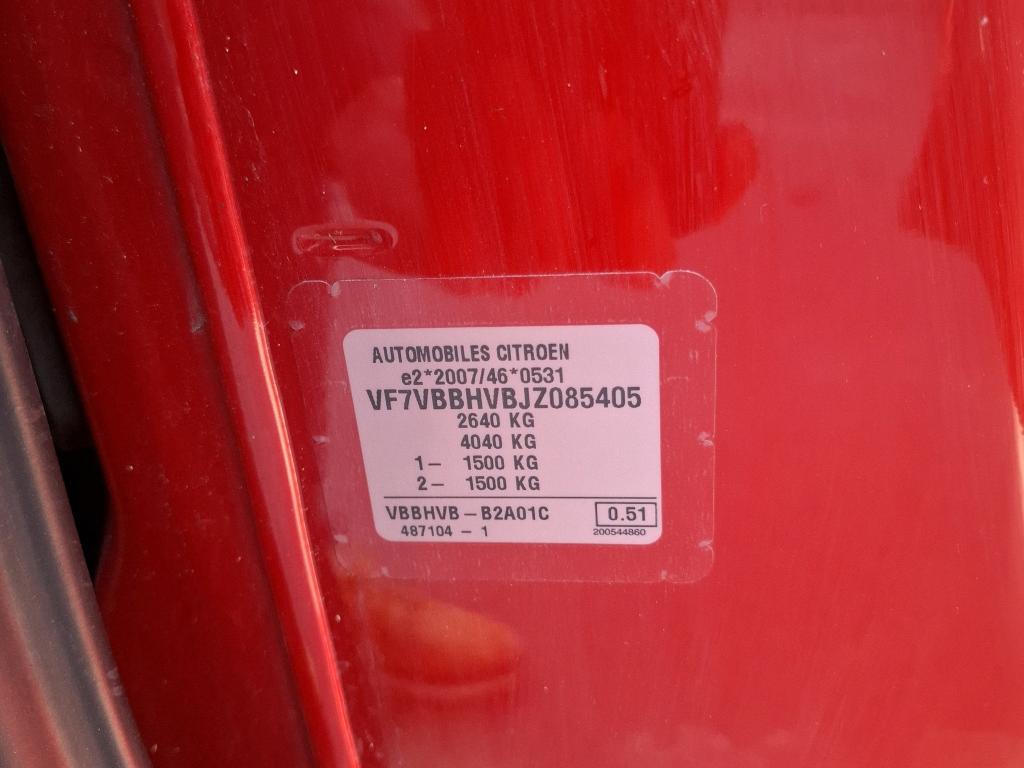 AUTOMOBILES CITROEN
e2*2007/46*0531
VF7VBBHVBJZ085405
2640 KG
4040 KG
1- 1500 KG
2- 1500 KG
VBBHVB - B2A01C 0.51
487104 - 1 200544860